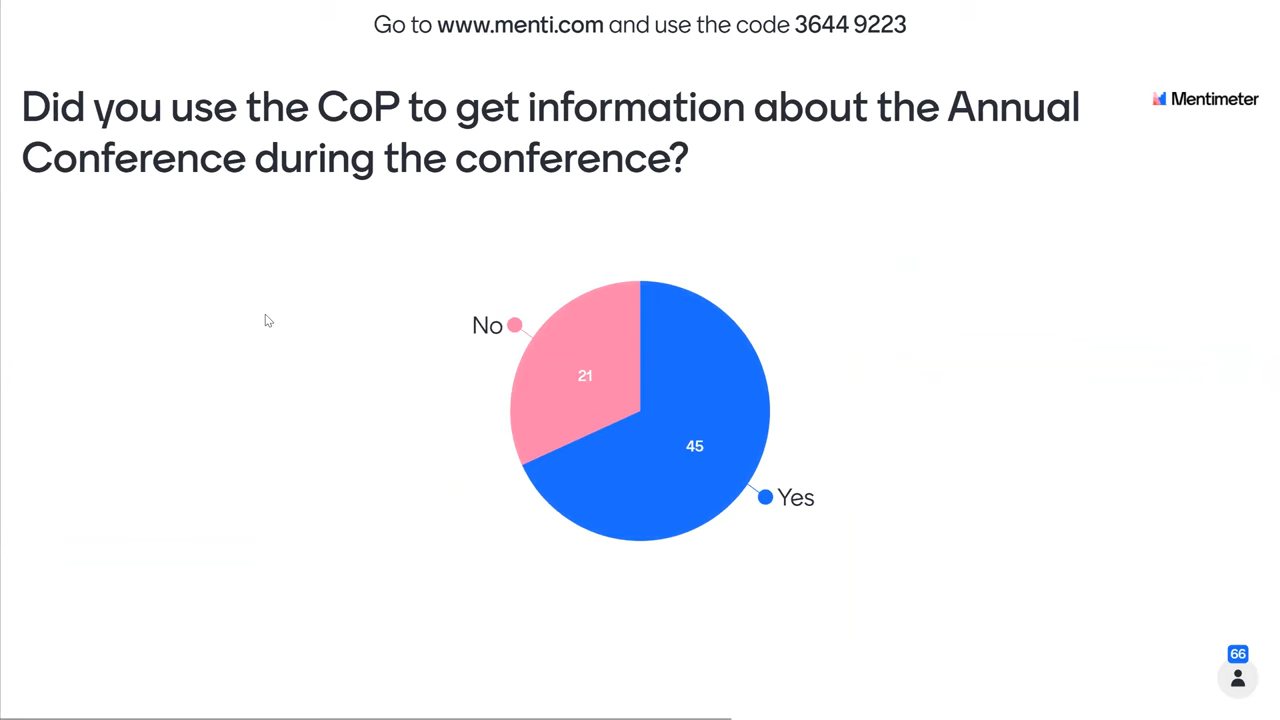 Go to www.menti.com and use the code 3644 9223
Did you use the CoP to get information about the Annual
Conference during the conference?
Mentimeter
No
21
45
Yes
66